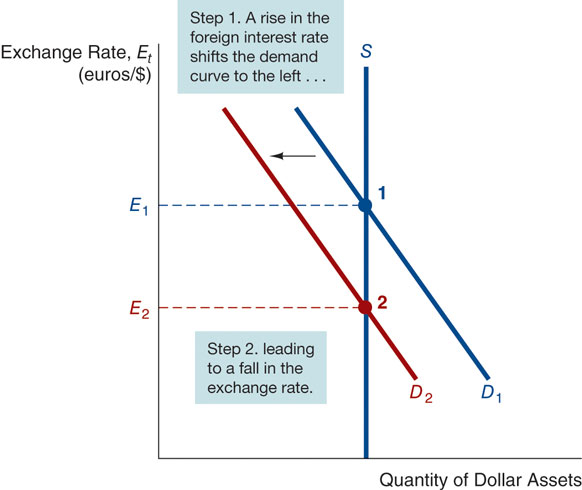 Step 1. A rise in the
foreign interest rate
shifts the demand
curve to the left . . .
Exchange Rate, Et
(euros/$)
S
1
E1
2
E2
Step 2. leading
to a fall in the
exchange rate.
D2
D1
Quantity of Dollar Assets